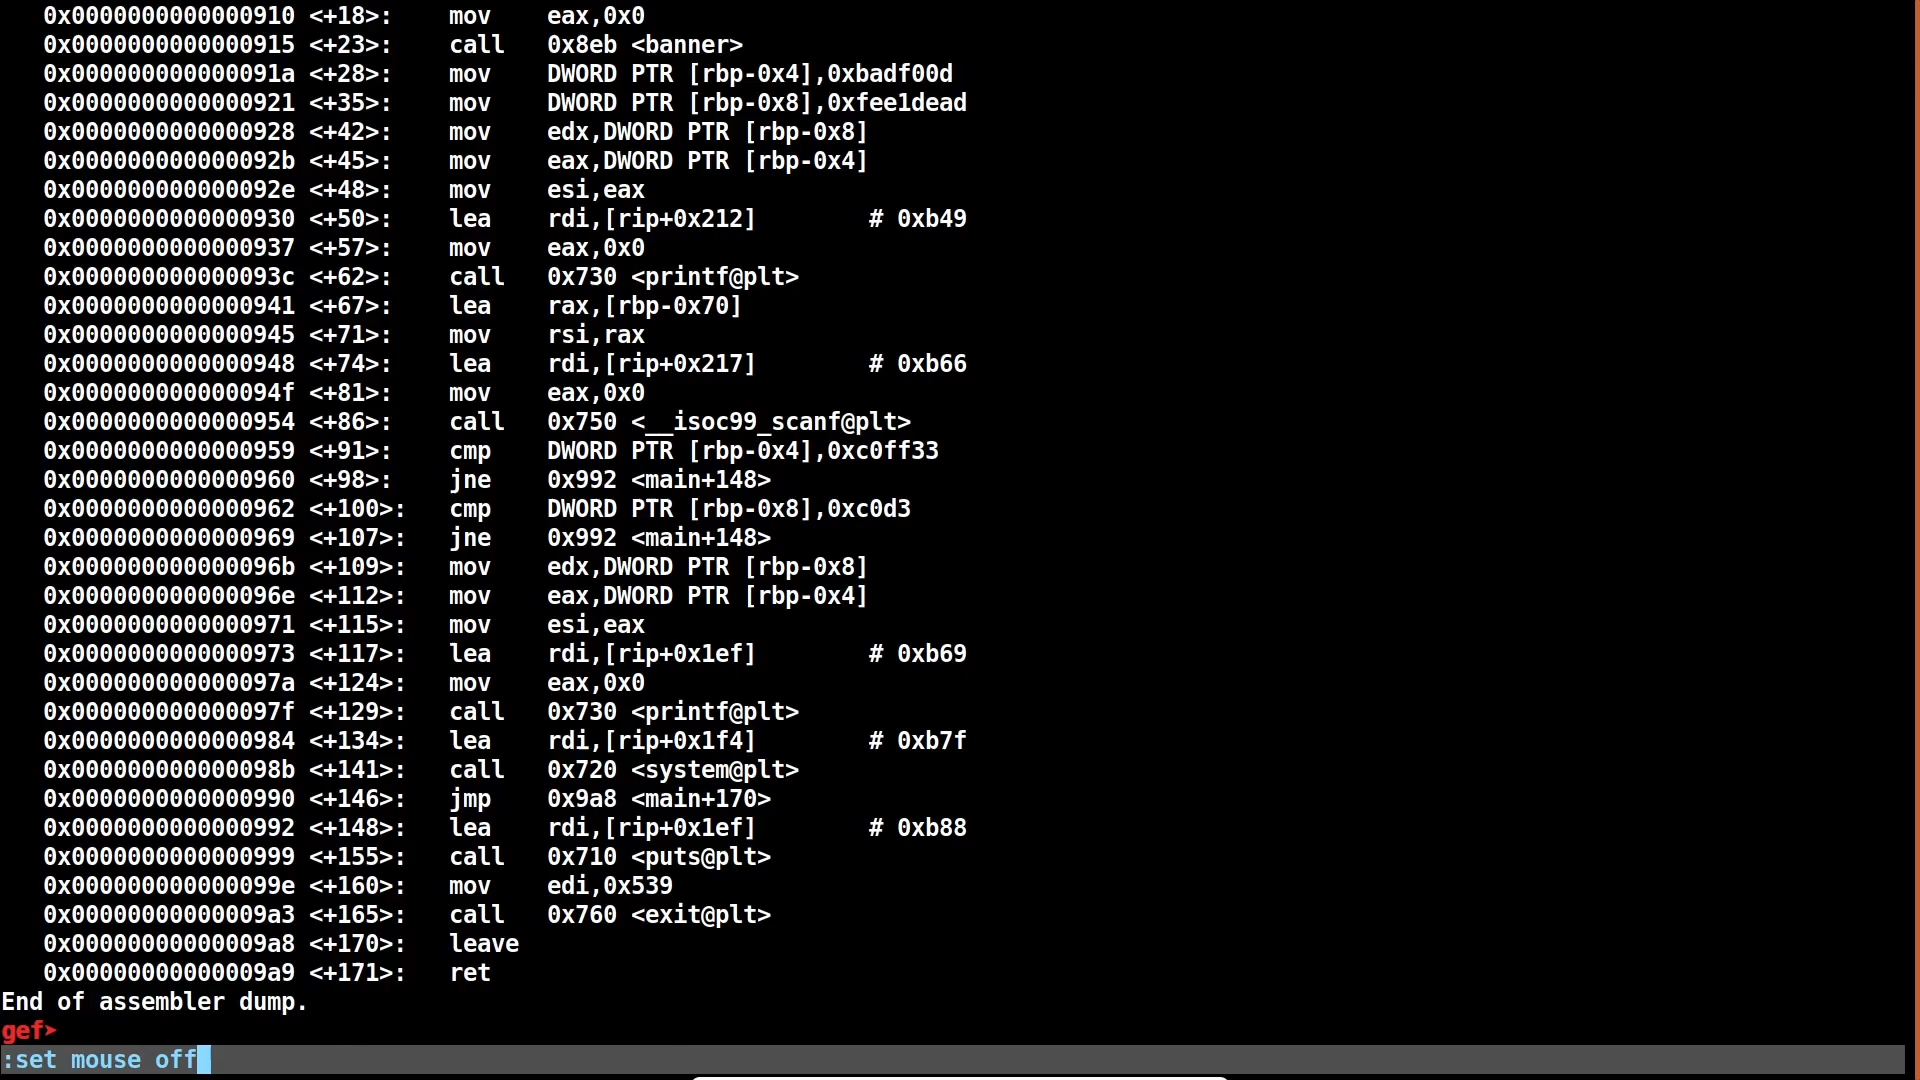 0x0000000000000910 <+18>:    mov    eax,0x0
0x0000000000000915 <+23>:    call   0x8eb <banner>
0x000000000000091a <+28>:    mov    DWORD PTR [rbp-0x4],0xbadf00d
0x0000000000000921 <+35>:    mov    DWORD PTR [rbp-0x8],0xfee1dead
0x0000000000000928 <+42>:    mov    edx,DWORD PTR [rbp-0x8]
0x000000000000092b <+45>:    mov    eax,DWORD PTR [rbp-0x4]
0x000000000000092e <+48>:    mov    esi,eax
0x0000000000000930 <+50>:    lea    rdi,[rip+0x212]        # 0xb49
0x0000000000000937 <+57>:    mov    eax,0x0
0x000000000000093c <+62>:    call   0x730 <printf@plt>
0x0000000000000941 <+67>:    lea    rax,[rbp-0x70]
0x0000000000000945 <+71>:    mov    rsi,rax
0x0000000000000948 <+74>:    lea    rdi,[rip+0x217]        # 0xb66
0x000000000000094f <+81>:    mov    eax,0x0
0x0000000000000954 <+86>:    call   0x750 <__isoc99_scanf@plt>
0x0000000000000959 <+91>:    cmp    DWORD PTR [rbp-0x4],0xc0ff33
0x0000000000000960 <+98>:    jne    0x992 <main+148>
0x0000000000000962 <+100>:   cmp    DWORD PTR [rbp-0x8],0xc0d3
0x0000000000000969 <+107>:   jne    0x992 <main+148>
0x000000000000096b <+109>:   mov    edx,DWORD PTR [rbp-0x8]
0x000000000000096e <+112>:   mov    eax,DWORD PTR [rbp-0x4]
0x0000000000000971 <+115>:   mov    esi,eax
0x0000000000000973 <+117>:   lea    rdi,[rip+0x1ef]        # 0xb69
0x000000000000097a <+124>:   mov    eax,0x0
0x000000000000097f <+129>:   call   0x730 <printf@plt>
0x0000000000000984 <+134>:   lea    rdi,[rip+0x1f4]        # 0xb7f
0x000000000000098b <+141>:   call   0x720 <system@plt>
0x0000000000000990 <+146>:   jmp    0x9a8 <main+170>
0x0000000000000992 <+148>:   lea    rdi,[rip+0x1ef]        # 0xb88
0x0000000000000999 <+155>:   call   0x710 <puts@plt>
0x000000000000099e <+160>:   mov    edi,0x539
0x00000000000009a3 <+165>:   call   0x760 <exit@plt>
0x00000000000009a8 <+170>:   leave
0x00000000000009a9 <+171>:   ret
End of assembler dump.
gef➤
:set mouse off